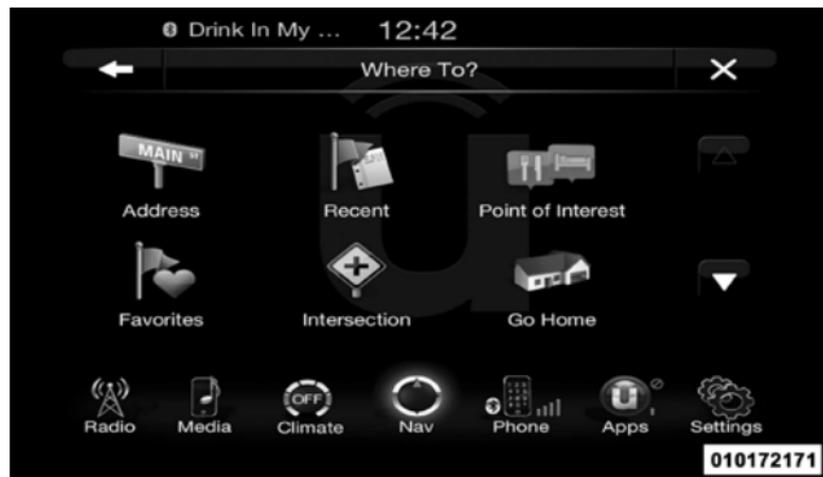 Drink In My ... 12:42
Where To?
MAIN ST
Address Recent Point of Interest
Favorites Intersection Go Home
OFF
Radio Media Climate Nav Phone Apps Settings
010172171